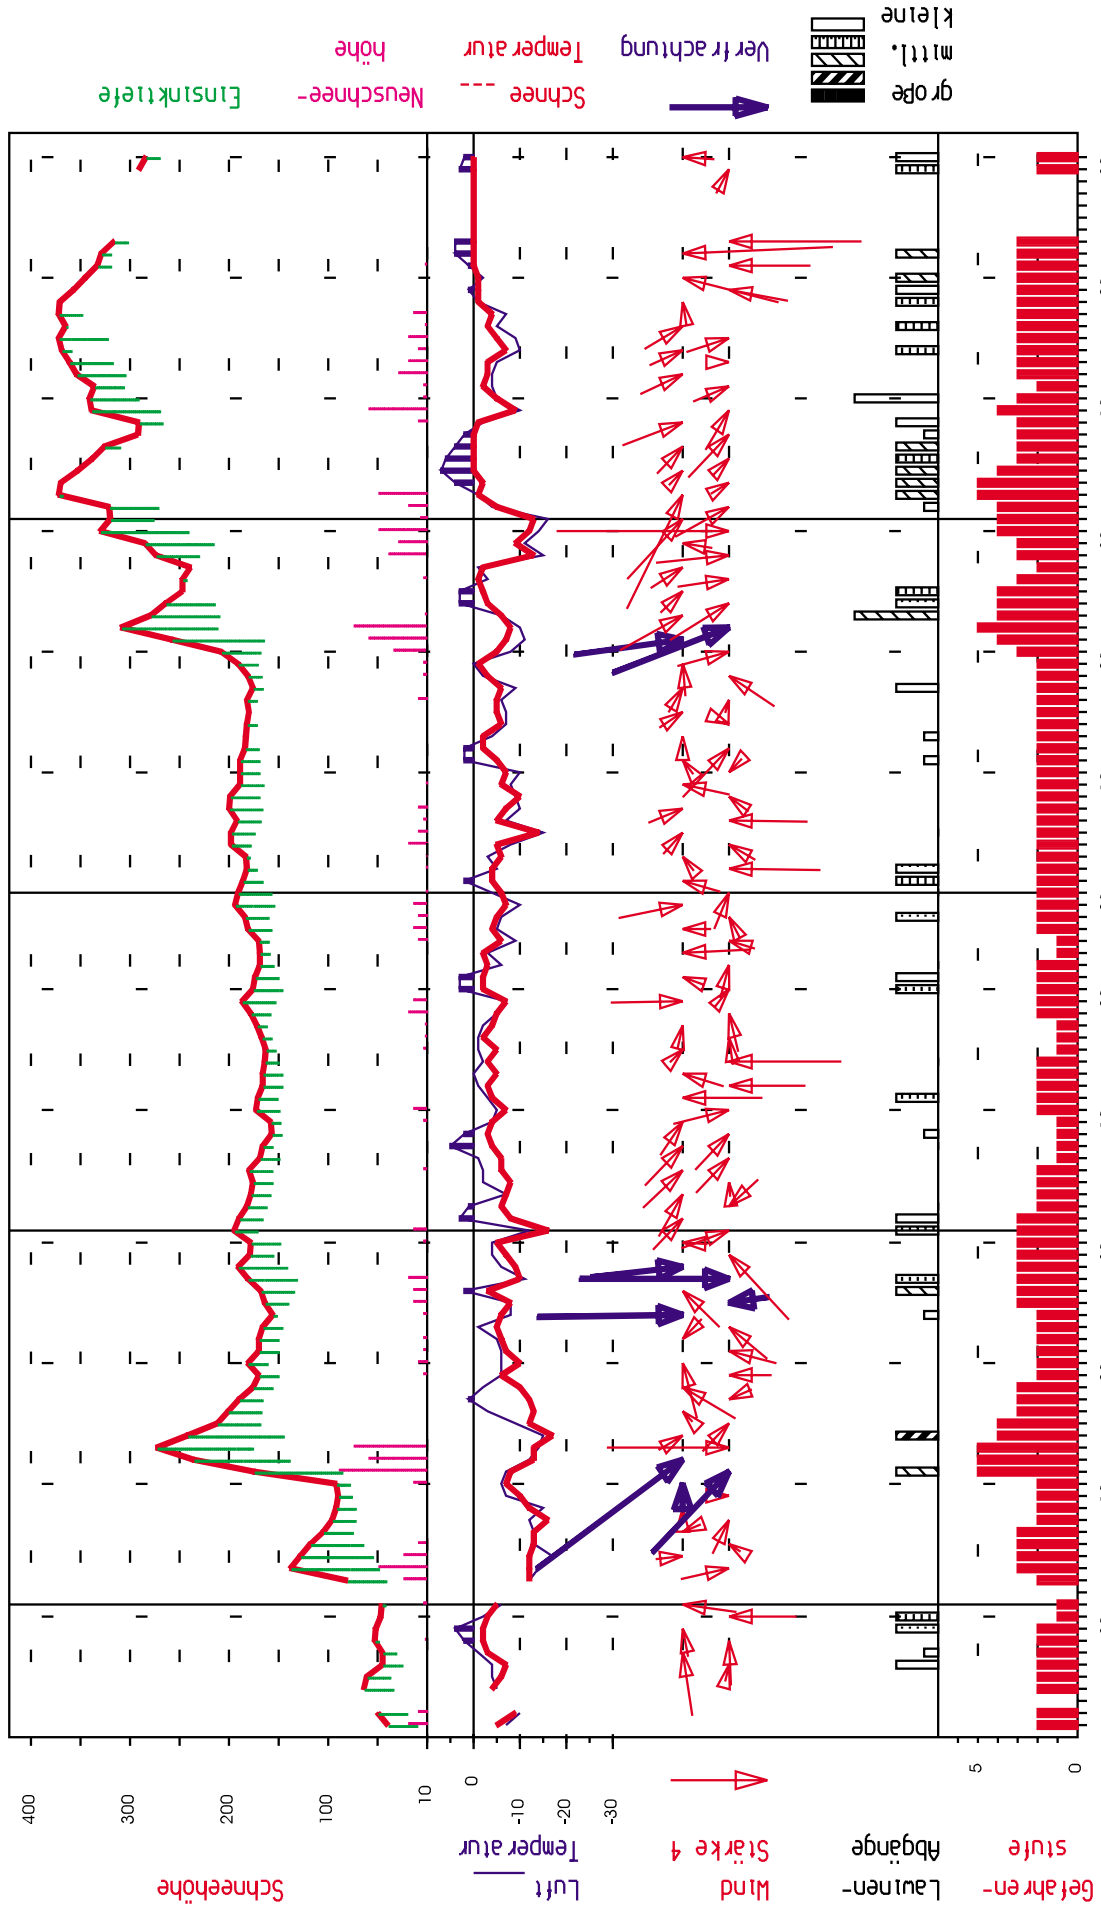 kleine
mittl.
große
Verfrachtung
Schnee
Temperatur
Neuschnee-
höhe
Einsinktiefe
400
300
200
100
10
0
-10
-20
-30
5
0
Schneehöhe
Luft
Temperatur
Wind
Stärke 4
Lawinen-
Abgänge
Gefahren-
stufe